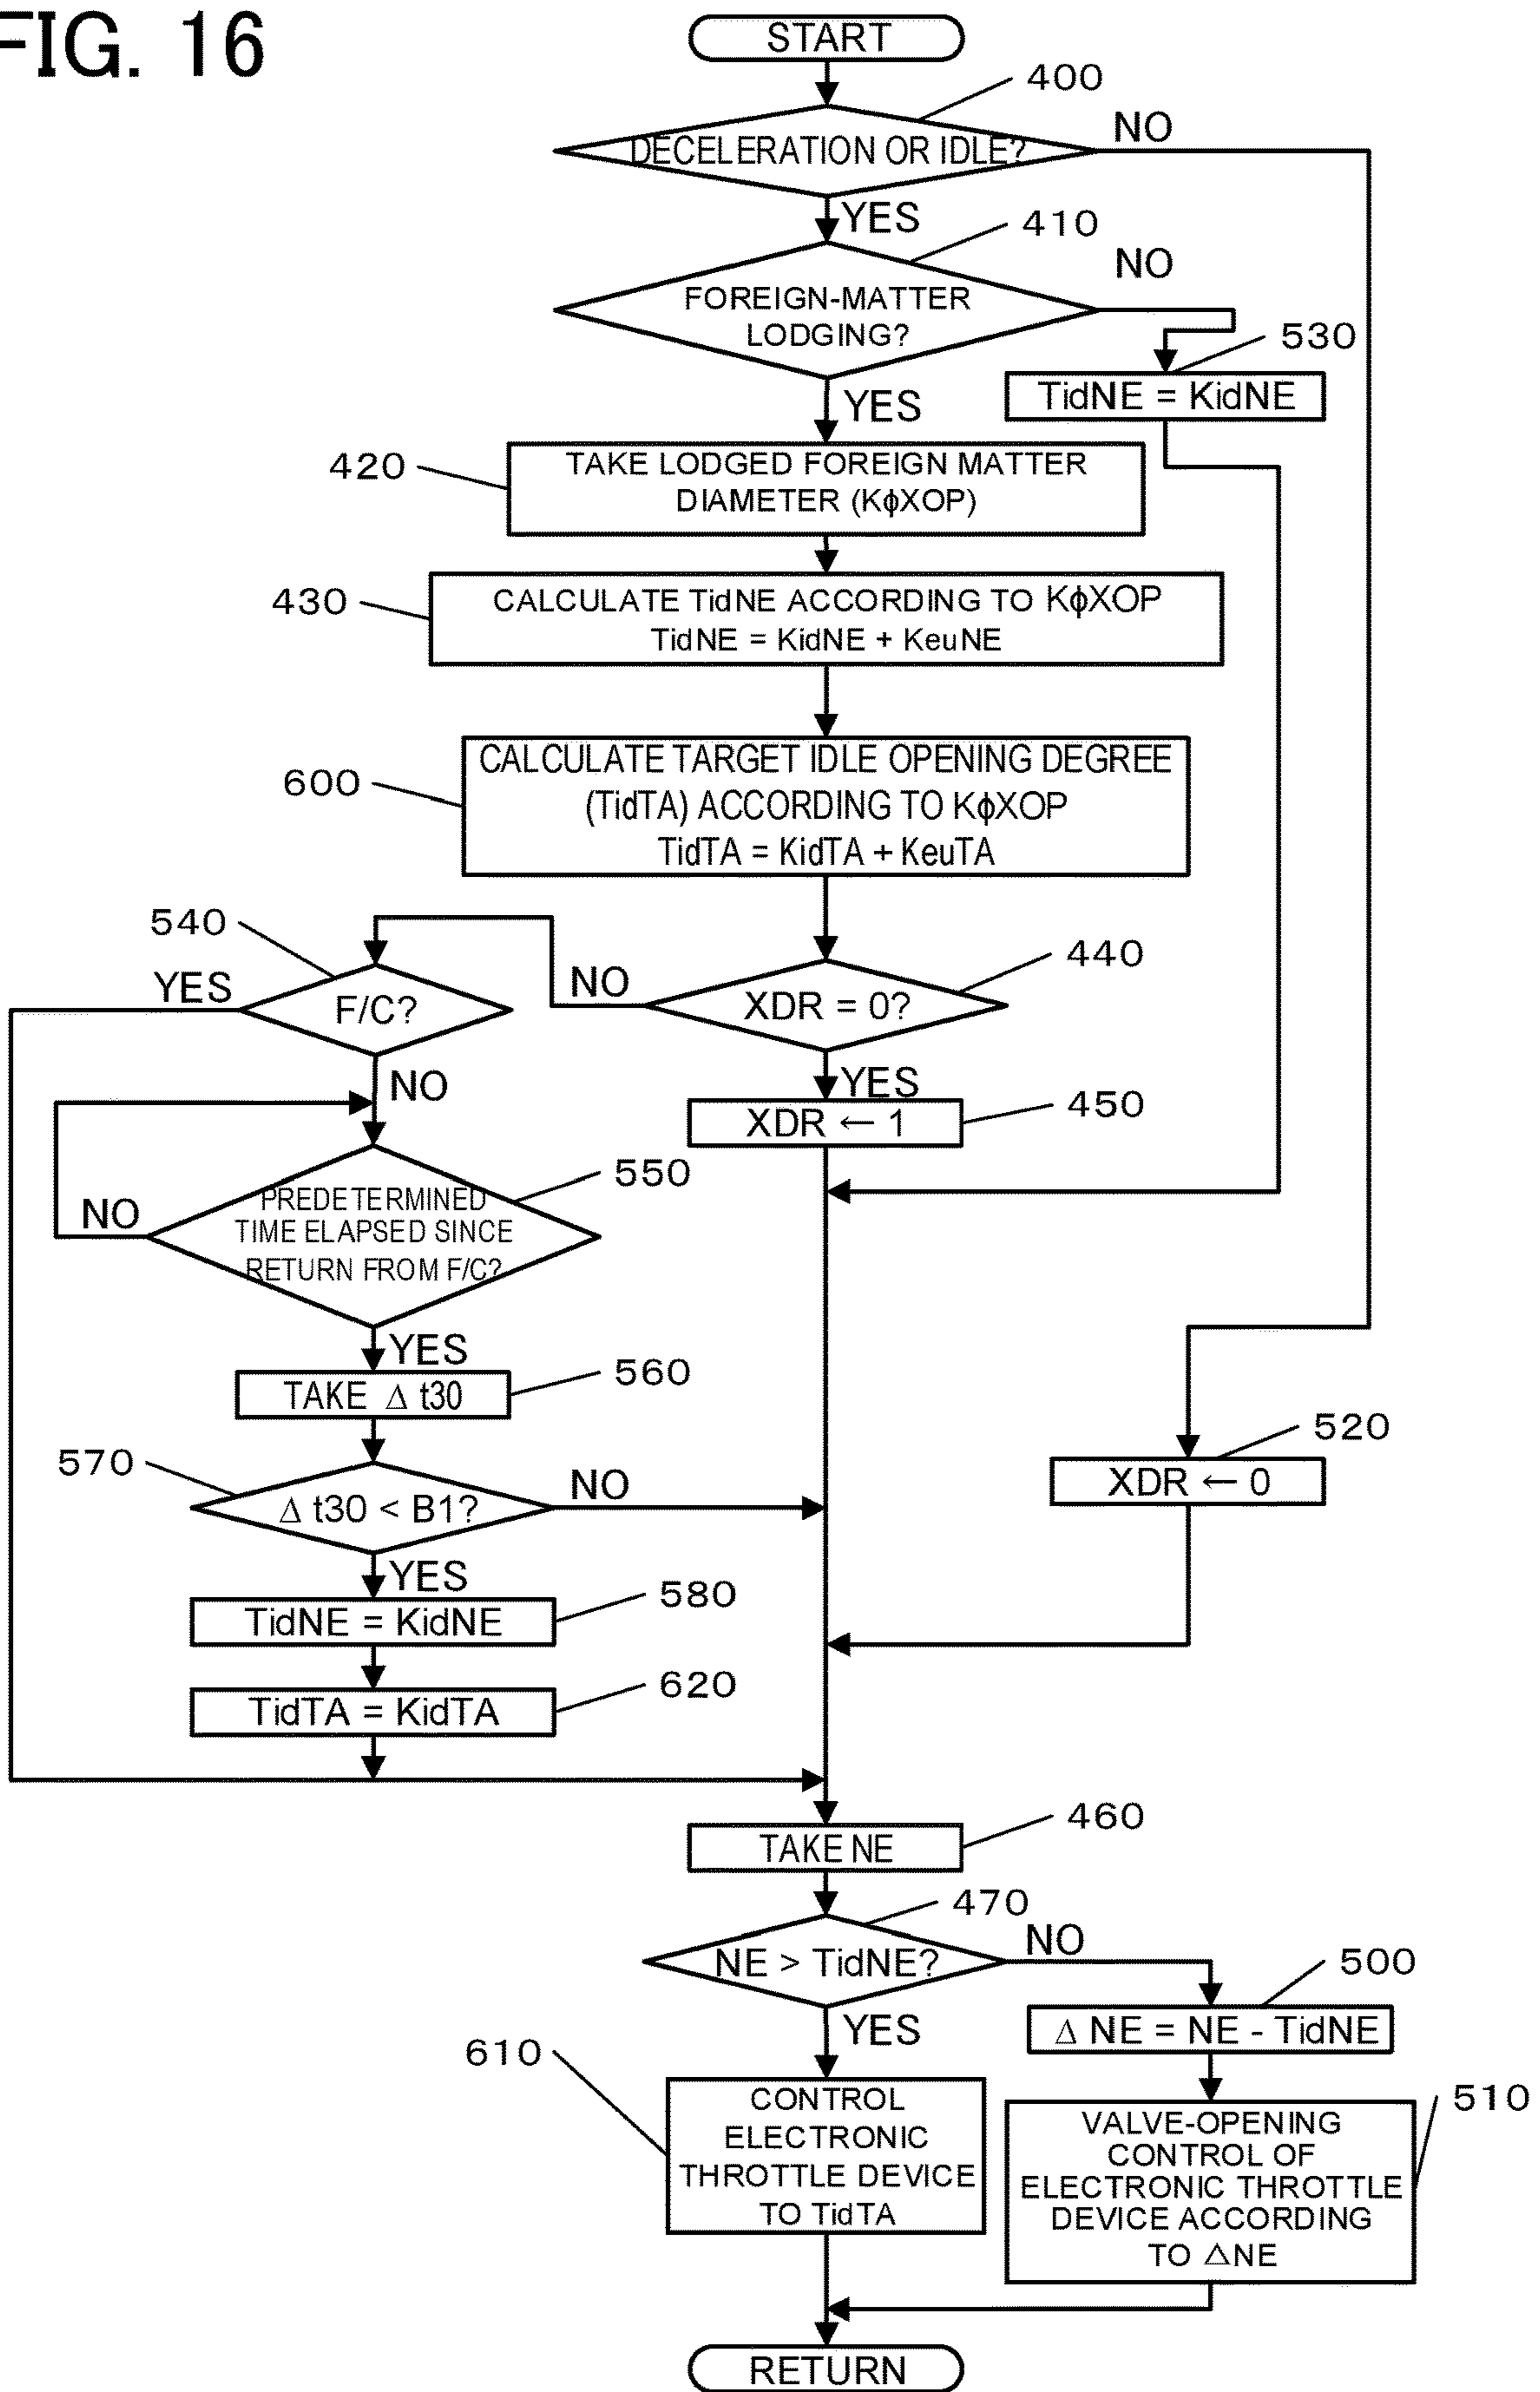 FIG. 16
START
400
DECELERATION OR IDLE?
NO
YES
410
FOREIGN-MATTER
LODGING?
NO
530
TidNE = KidNE
YES
420
TAKE LODGED FOREIGN MATTER
DIAMETER (KϕXOP)
430
CALCULATE TidNE ACCORDING TO KϕXOP
TidNE = KidNE + KeuNE
600
CALCULATE TARGET IDLE OPENING DEGREE
(TidTA) ACCORDING TO KϕXOP
TidTA = KidTA + KeuTA
540
YES
F/C?
NO
440
XDR = 0?
NO
YES
450
XDR ← 1
550
NO
PREDETERMINED
TIME ELAPSED SINCE
RETURN FROM F/C?
YES
560
TAKE Δ t30
570
Δ t30 < B1?
NO
520
XDR ← 0
YES
580
TidNE = KidNE
620
TidTA = KidTA
460
TAKE NE
470
NE > TidNE?
NO
500
Δ NE = NE - TidNE
YES
610
CONTROL
ELECTRONIC
THROTTLE DEVICE
TO TidTA
510
VALVE-OPENING
CONTROL OF
ELECTRONIC THROTTLE
DEVICE ACCORDING
TO △NE
RETURN